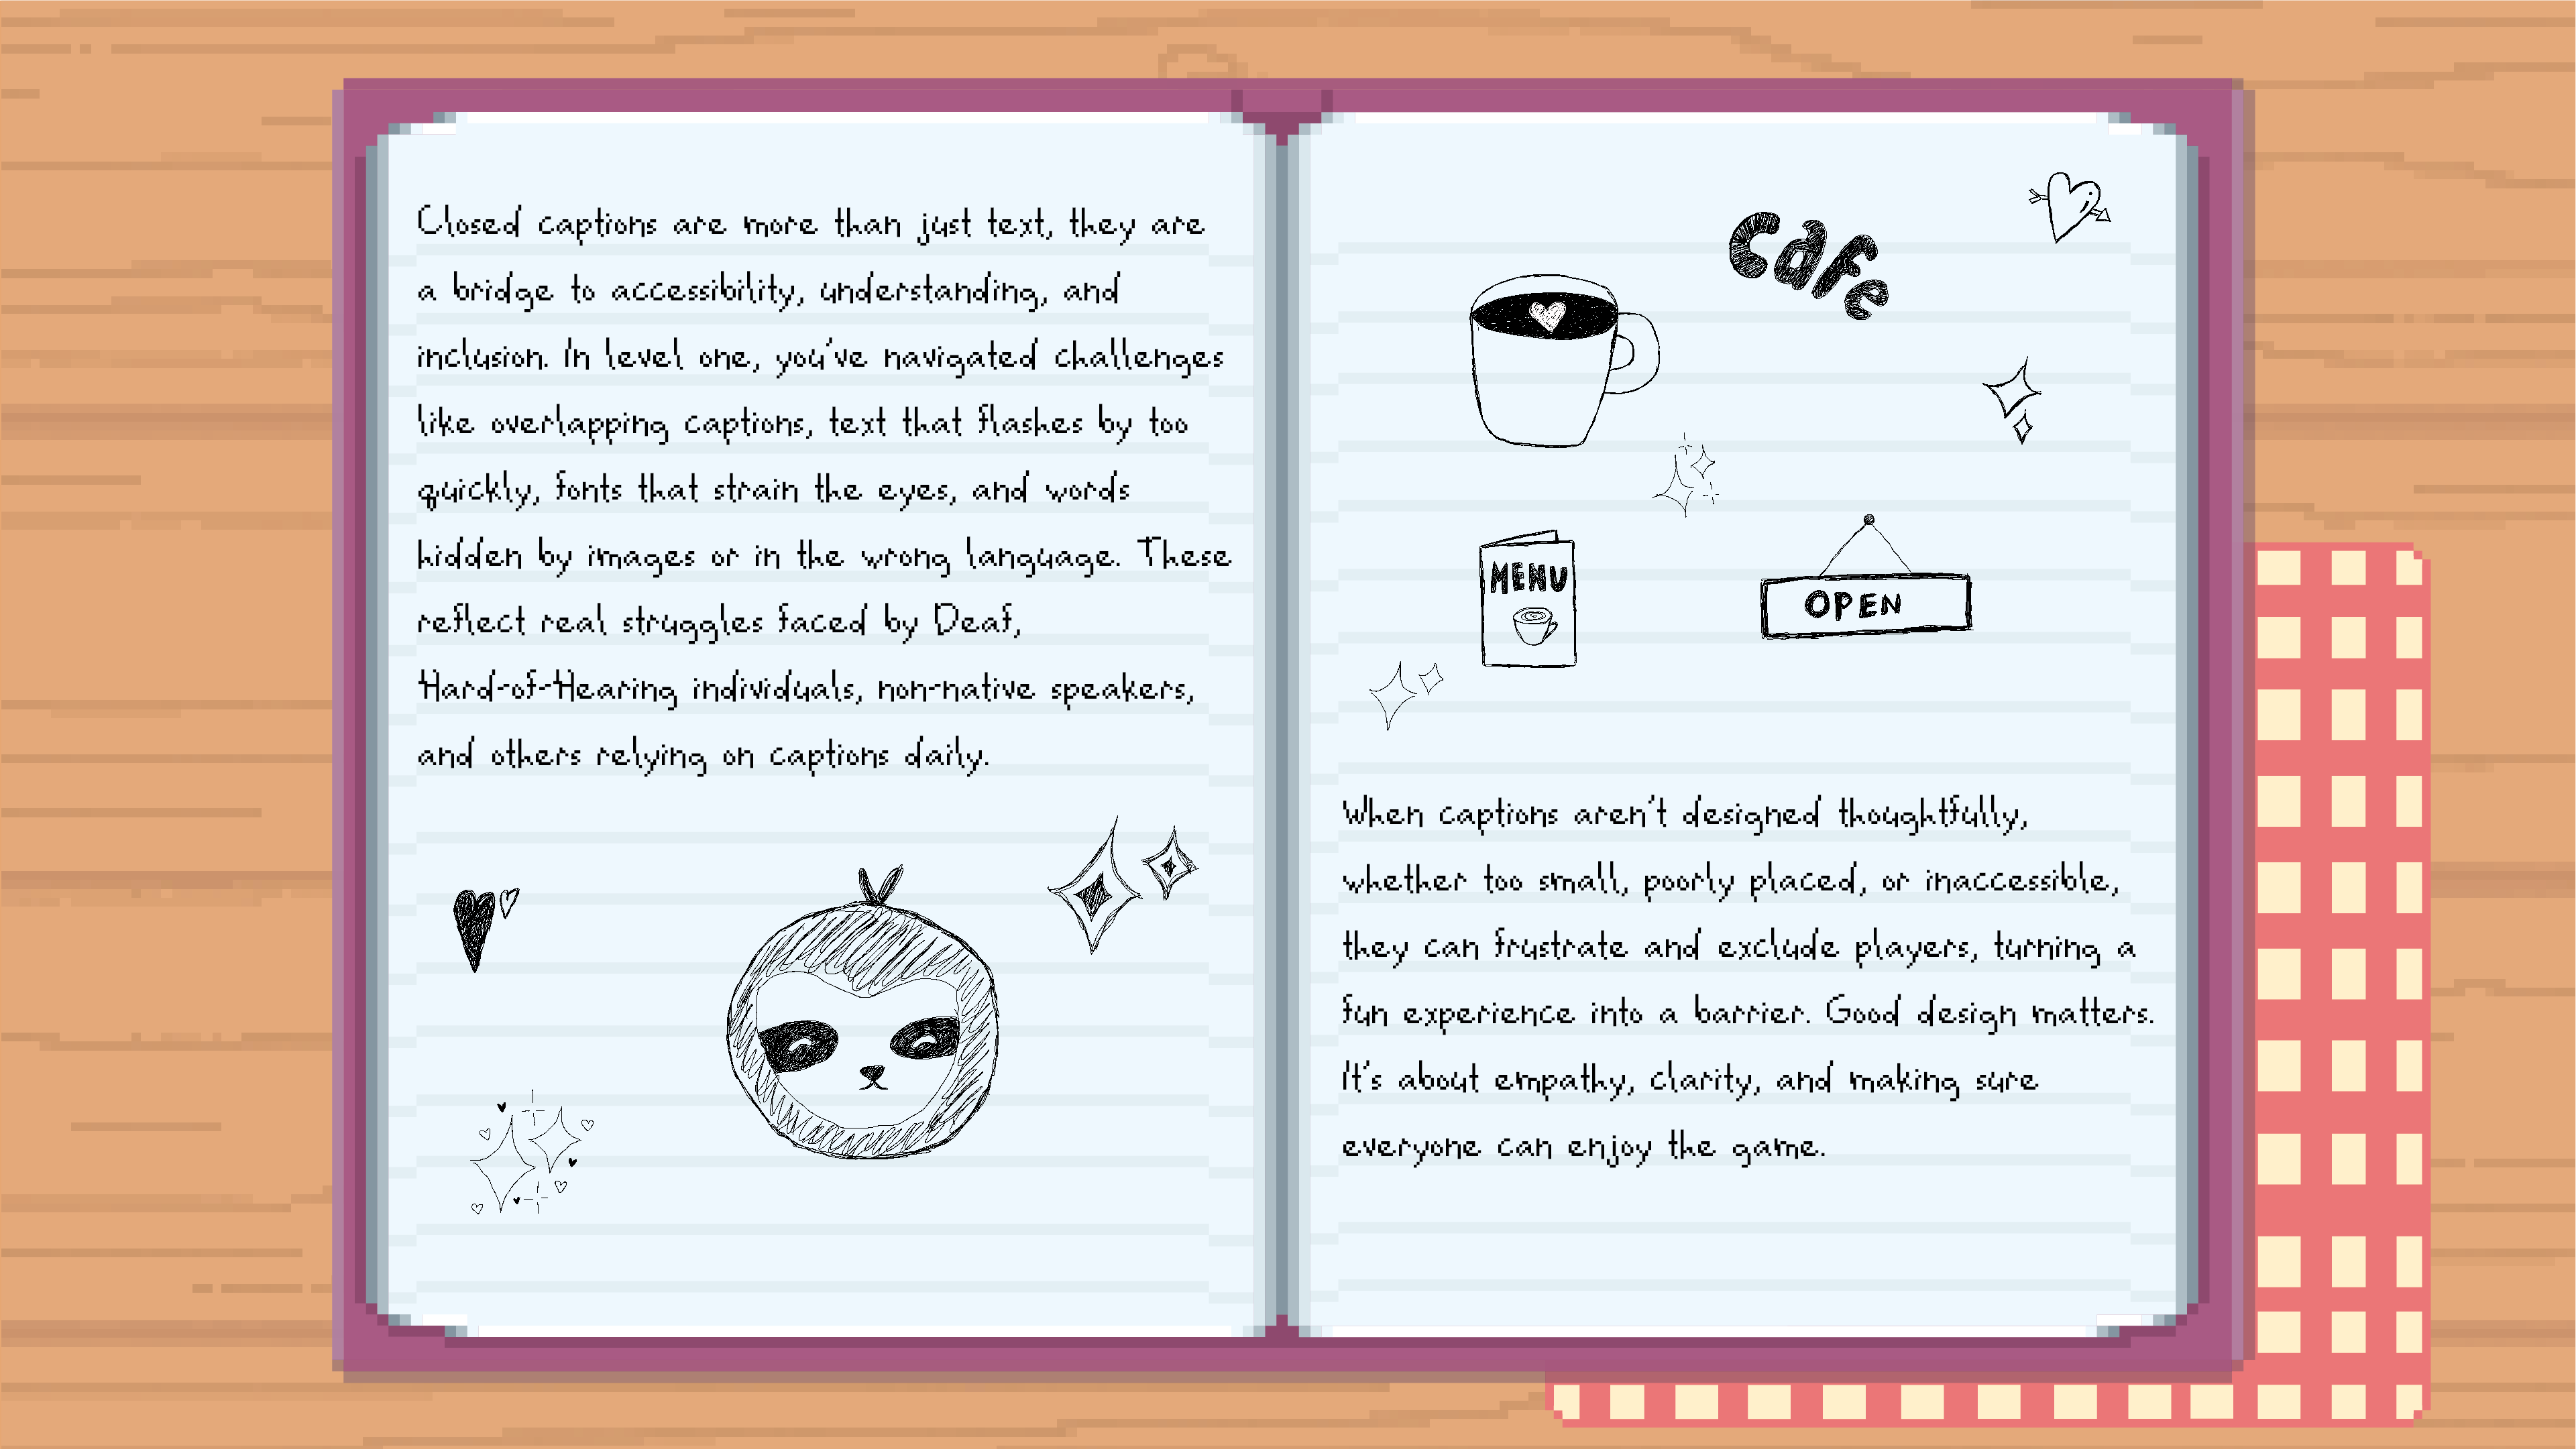 Closed captions are more than just text, they are
a bridge to accessibility, understanding, and
inclusion. In level one, you've navigated challenges
like overlapping captions, text that flashes by too
quickly, fonts that strain the eyes, and words
hidden by images or in the wrong language. These
reflect real struggles faced by Deaf,
Hard-of-Hearing individuals, non-native speakers,
and others relying on captions daily.
cafe
MENU
OPEN
When captions aren't designed thoughtfully,
whether too small, poorly placed, or inaccessible,
they can frustrate and exclude players, turning a
fun experience into a barrier. Good design matters.
It's about empathy, clarity, and making sure
everyone can enjoy the game.